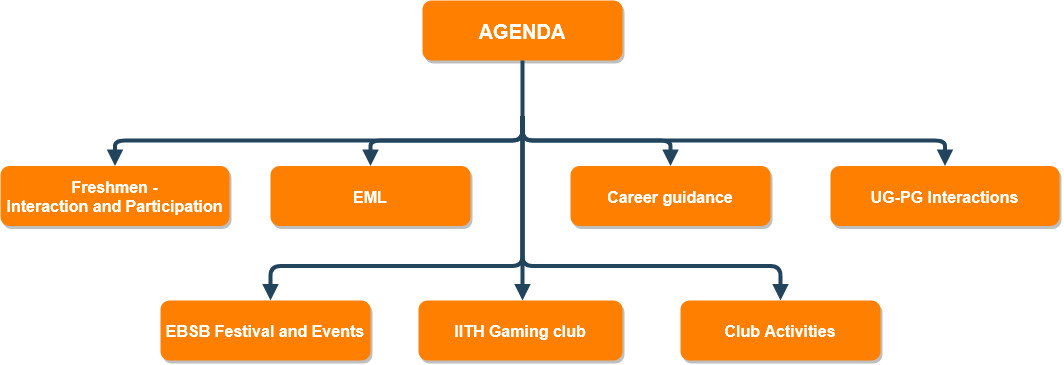 AGENDA
Freshmen -
Interaction and Participation
EML
Career guidance
UG-PG Interactions
EBSB Festival and Events
IITH Gaming club
Club Activities